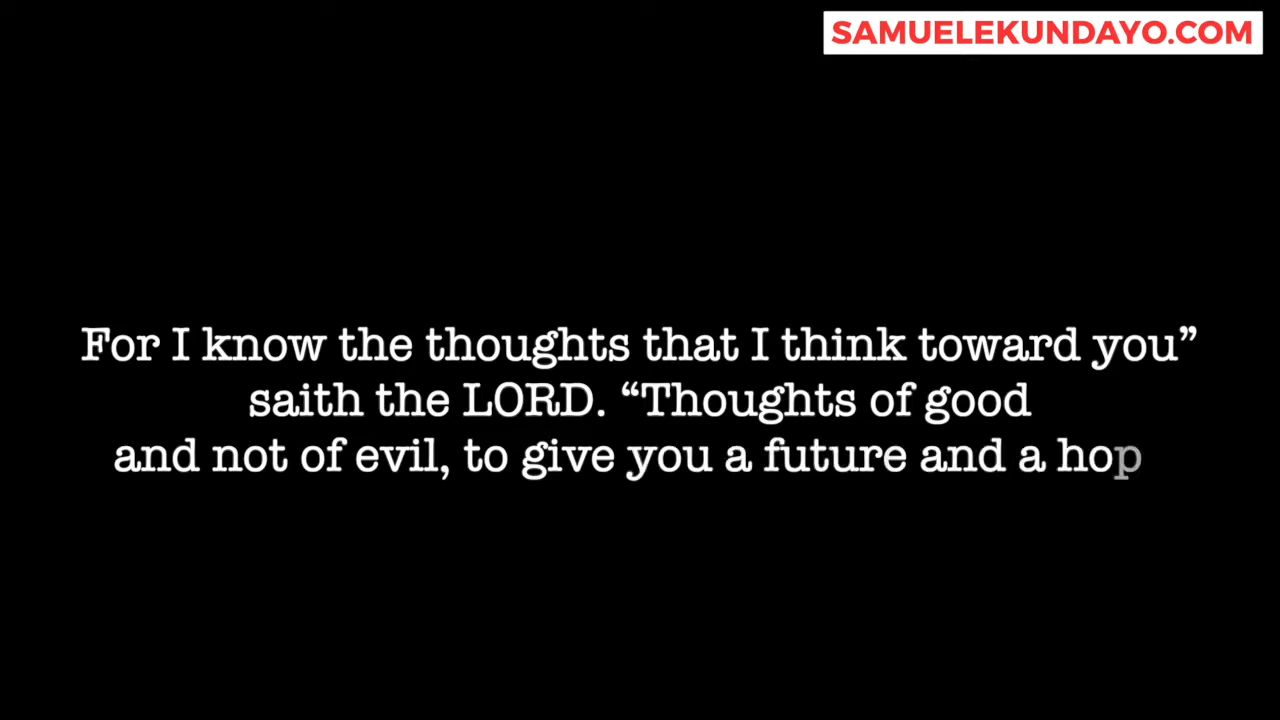 SAMUELEKUNDAYO.COM
For I know the thoughts that I think toward you”
saith the LORD. “Thoughts of good
and not of evil, to give you a future and a hop